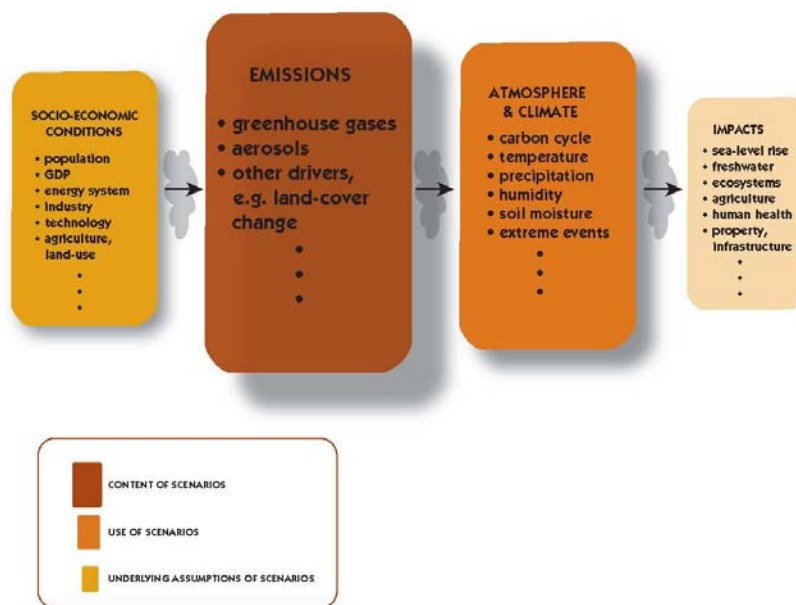 SOCIO-ECONOMIC
CONDITIONS
• population
• GDP
• energy system
• industry
• technology
• agriculture,
land-use
•
•
•
EMISSIONS
• greenhouse gases
• aerosols
• other drivers,
e.g. land-cover
change
•
•
•
ATMOSPHERE
& CLIMATE
• carbon cycle
• temperature
• precipitation
• humidity
• soil moisture
• extreme events
•
•
•
IMPACTS
• sea-level rise
• freshwater
• ecosystems
• agriculture
• human health
• property,
infrastructure
•
•
•
CONTENT OF SCENARIOS
USE OF SCENARIOS
UNDERLYING ASSUMPTIONS OF SCENARIOS